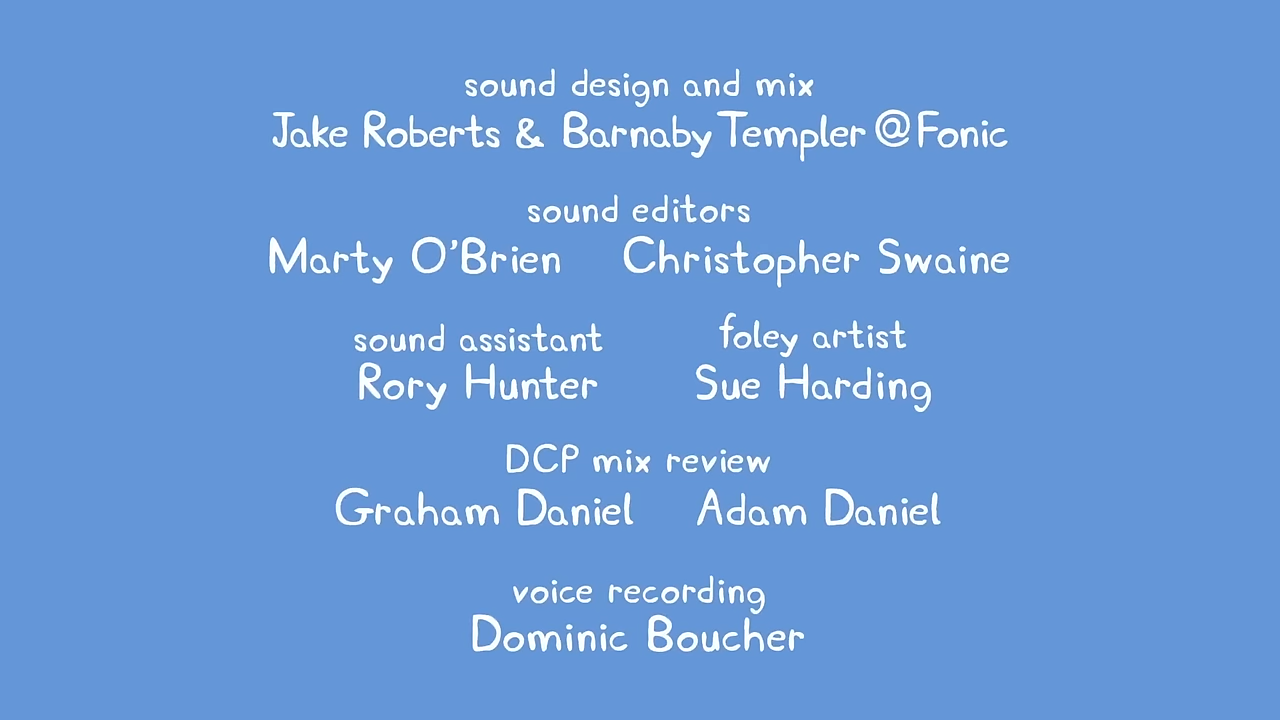 sound design and mix
Jake Roberts & Barnaby Templer @ Fonic
sound editors
Marty O'Brien Christopher Swaine
sound assistant foley artist
Rory Hunter Sue Harding
DCP mix review
Graham Daniel Adam Daniel
voice recording
Dominic Boucher